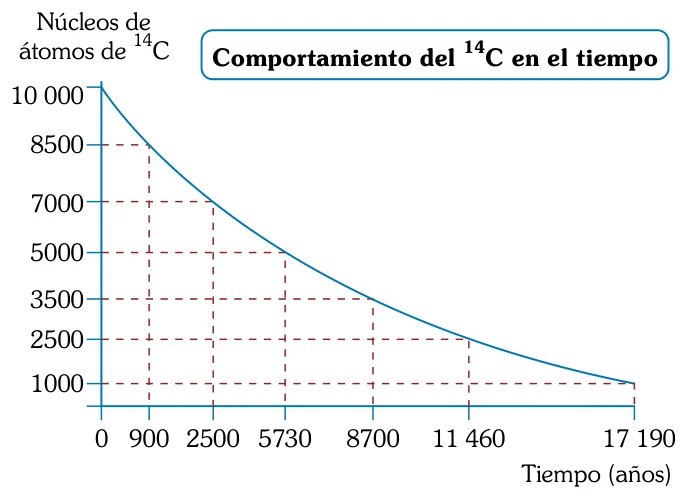 Núcleos de
átomos de ¹⁴C
Comportamiento del ¹⁴C en el tiempo
10 000
8500
7000
5000
3500
2500
1000
0 900 2500 5730 8700 11 460 17 190
Tiempo (años)